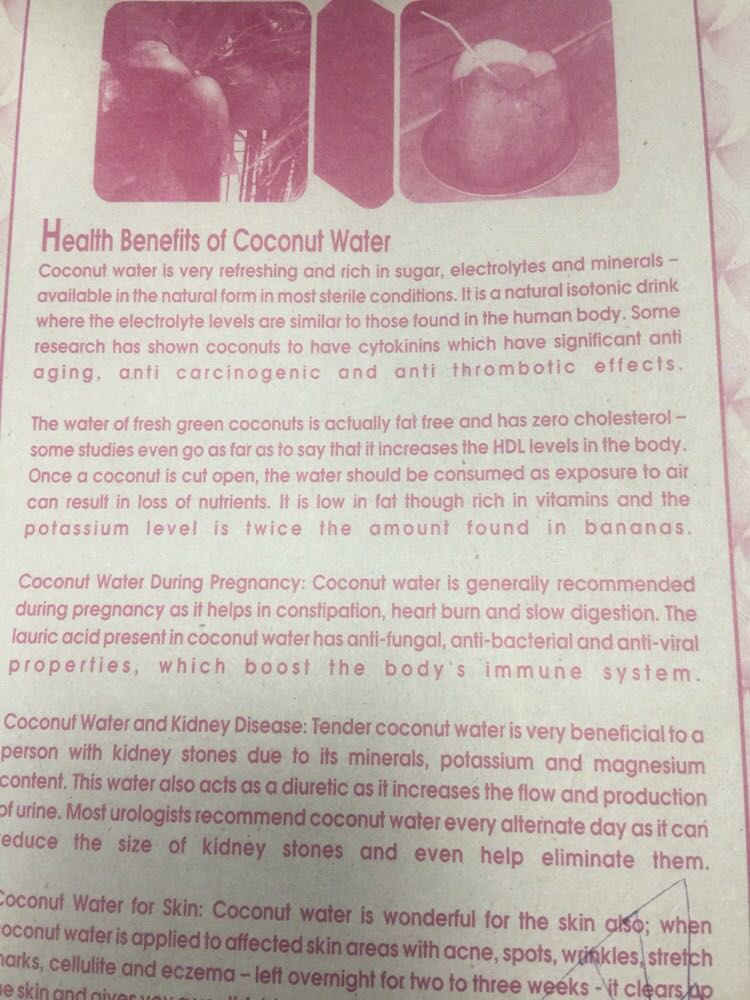 Health Benefits of Coconut Water
Coconut water is very refreshing and rich in sugar, electrolytes and minerals –
available in the natural form in most sterile conditions. It is a natural isotonic drink
where the electrolyte levels are similar to those found in the human body. Some
research has shown coconuts to have cytokinins which have significant anti
aging, anti carcinogenic and anti thrombotic effects.
The water of fresh green coconuts is actually fat free and has zero cholesterol –
some studies even go as far as to say that it increases the HDL levels in the body.
Once a coconut is cut open, the water should be consumed as exposure to air
can result in loss of nutrients. It is low in fat though rich in vitamins and the
potassium level is twice the amount found in bananas.
Coconut Water During Pregnancy: Coconut water is generally recommended
during pregnancy as it helps in constipation, heart burn and slow digestion. The
lauric acid present in coconut water has anti-fungal, anti-bacterial and anti-viral
properties, which boost the body's immune system.
Coconut Water and Kidney Disease: Tender coconut water is very beneficial to a
person with kidney stones due to its minerals, potassium and magnesium
content. This water also acts as a diuretic as it increases the flow and production
of urine. Most urologists recommend coconut water every alternate day as it can
educe the size of kidney stones and even help eliminate them.
Coconut Water for Skin: Coconut water is wonderful for the skin also; when
oconut water is applied to affected skin areas with acne, spots, wrinkles, stretch
marks, cellulite and eczema – left overnight for two to three weeks - it clears up
he skin and gives you